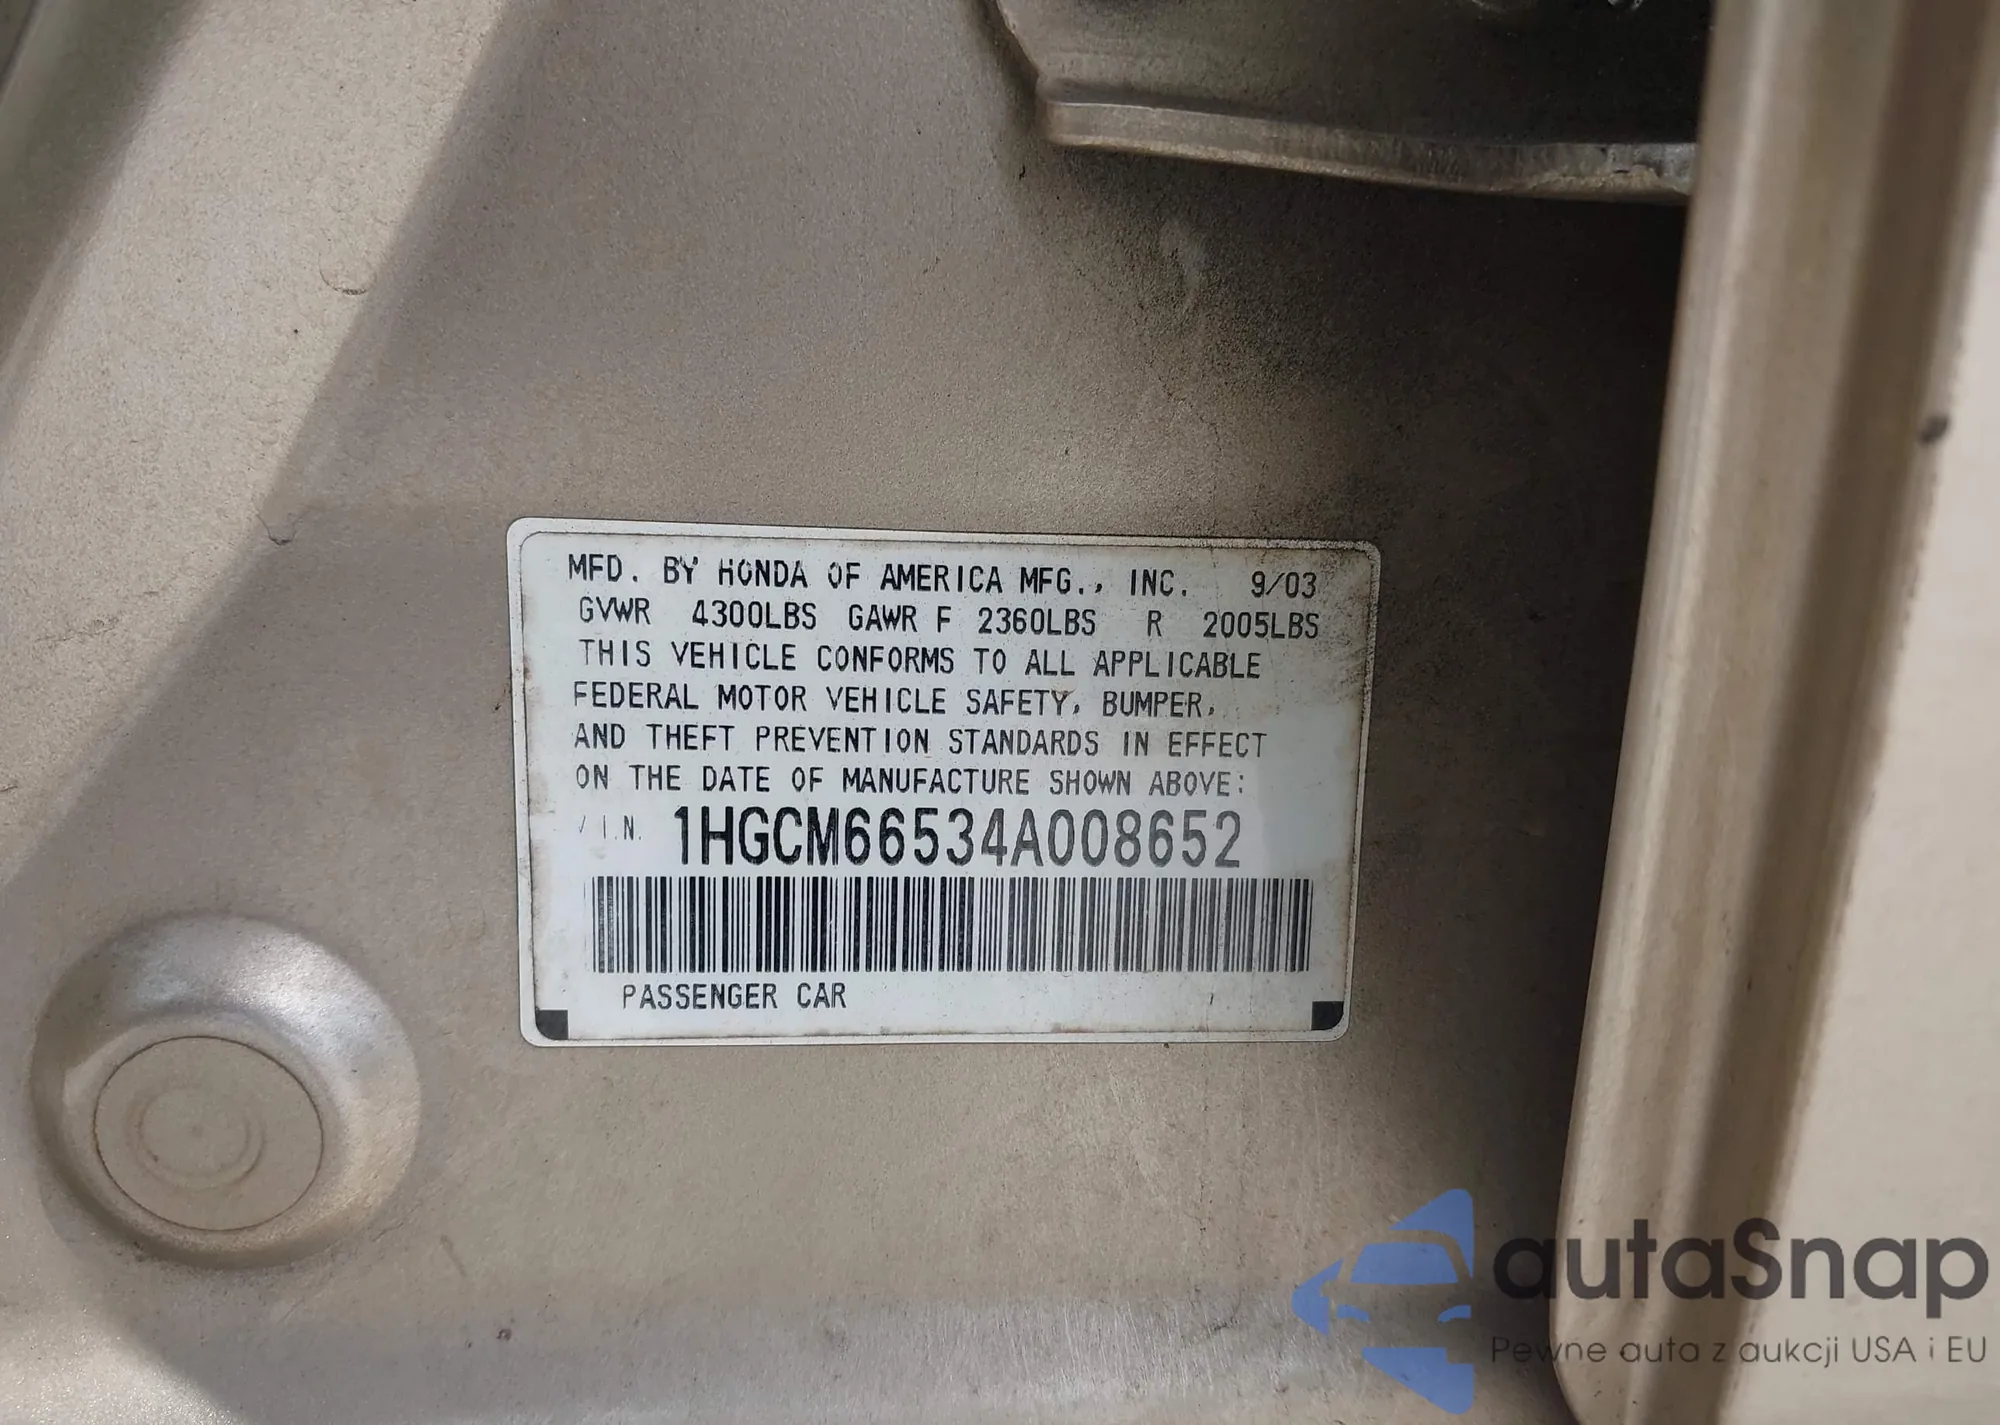 MFD. BY HONDA OF AMERICA MFG., INC. 9/03
GVWR 4300LBS GAWR F 2360LBS R 2005LBS
THIS VEHICLE CONFORMS TO ALL APPLICABLE
FEDERAL MOTOR VEHICLE SAFETY, BUMPER,
AND THEFT PREVENTION STANDARDS IN EFFECT
ON THE DATE OF MANUFACTURE SHOWN ABOVE:
V.I.N. 1HGCM66534A008652
PASSENGER CAR
autaSnap
Pewne auta z aukcji USA i EU